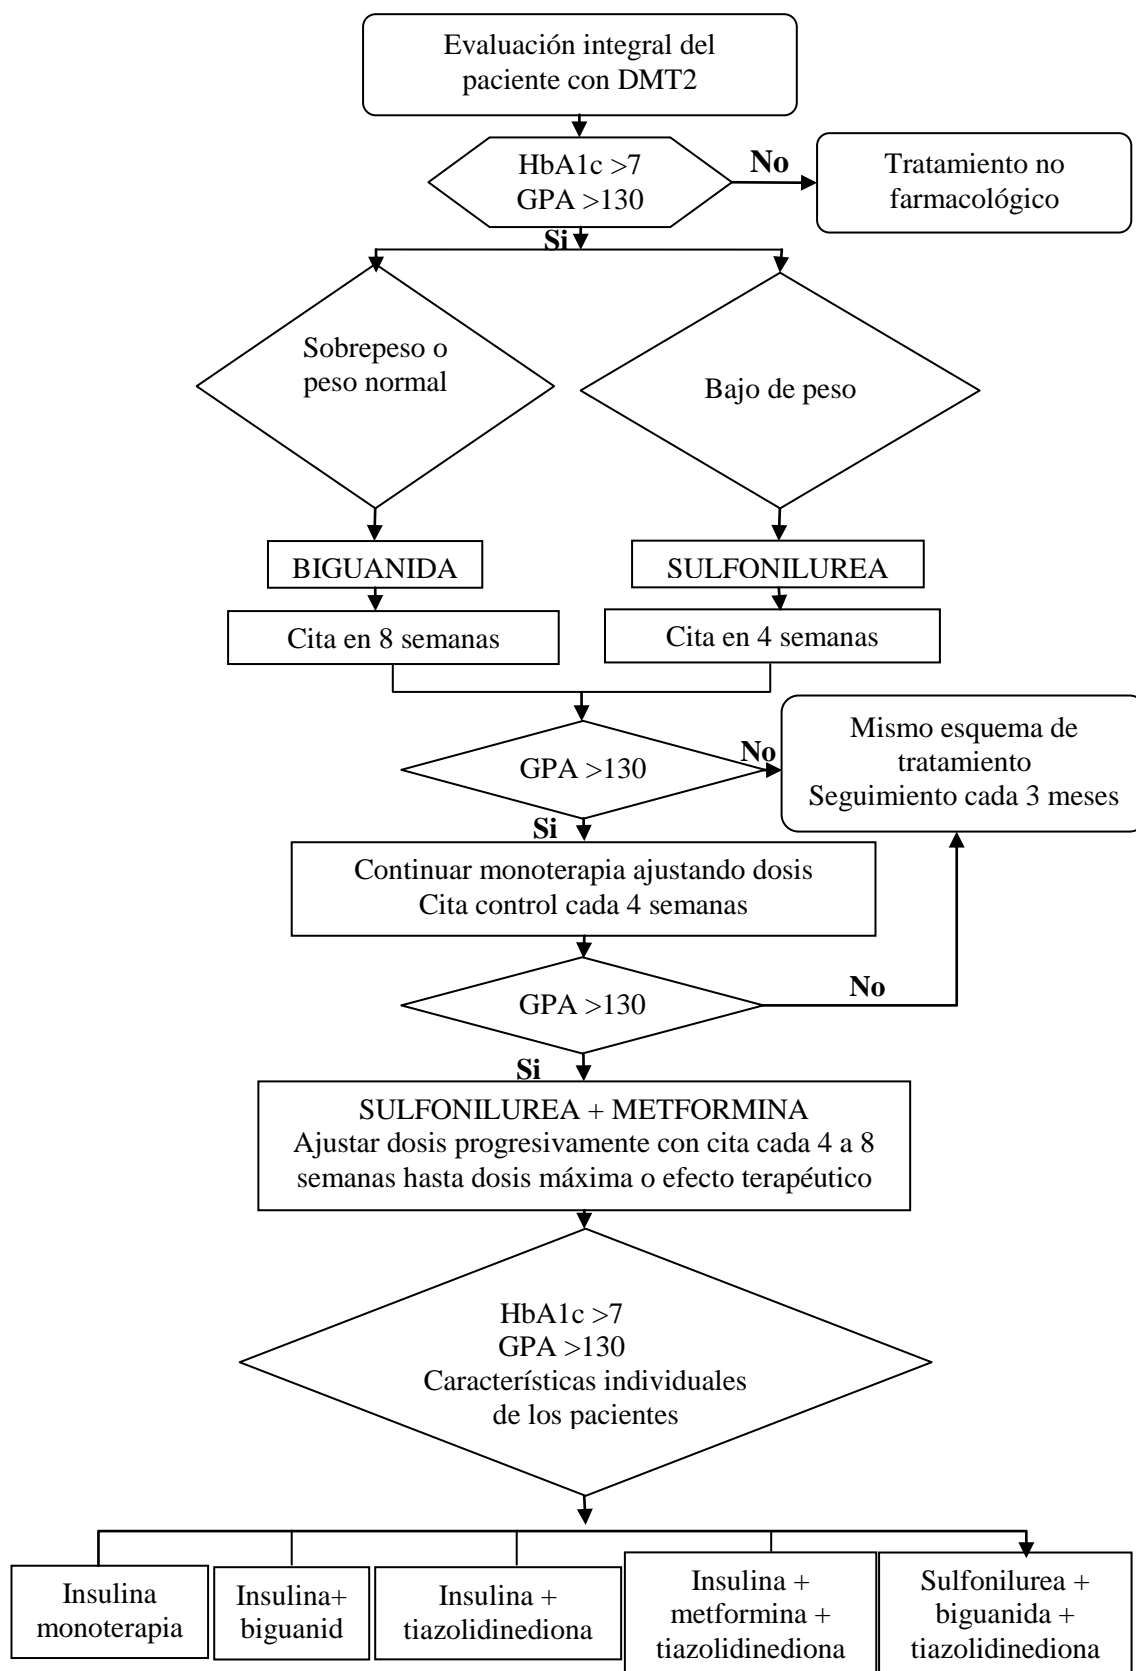 Evaluación integral del
paciente con DMT2
HbA1c >7
GPA >130
No
Tratamiento no
farmacológico
Si
Sobrepeso o
peso normal
Bajo de peso
BIGUANIDA
SULFONILUREA
Cita en 8 semanas
Cita en 4 semanas
GPA >130
No
Mismo esquema de
tratamiento
Seguimiento cada 3 meses
Si
Continuar monoterapia ajustando dosis
Cita control cada 4 semanas
GPA >130
No
Si
SULFONILUREA + METFORMINA
Ajustar dosis progresivamente con cita cada 4 a 8
semanas hasta dosis máxima o efecto terapéutico
HbA1c >7
GPA >130
Características individuales
de los pacientes
Insulina
monoterapia
Insulina+
biguanid
Insulina +
tiazolidinediona
Insulina +
metformina +
tiazolidinediona
Sulfonilurea +
biguanida +
tiazolidinediona